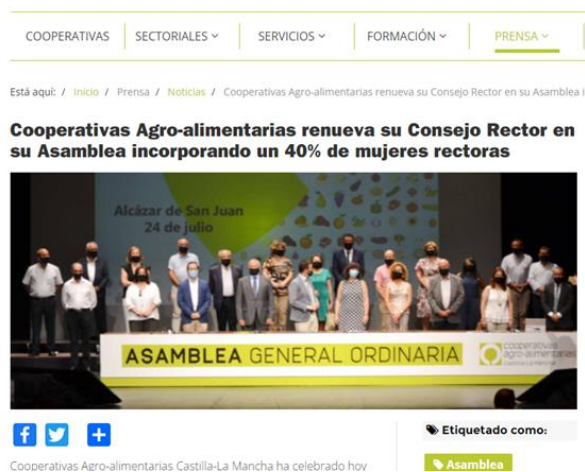 COOPERATIVAS SECTORIALES SERVICIOS FORMACIÓN PRENSA
Está aquí: / Inicio / Prensa / Noticias / Cooperativas Agro-alimentarias renueva su Consejo Rector en su Asamblea i
Cooperativas Agro-alimentarias renueva su Consejo Rector en
su Asamblea incorporando un 40% de mujeres rectoras
Alcázar de San Juan
24 de julio
ASAMBLEA GENERAL ORDINARIA
cooperativas
agro-alimentarias
Castilla-La Mancha
Etiquetado como:
Asamblea
Cooperativas Agro-alimentarias Castilla-La Mancha ha celebrado hoy